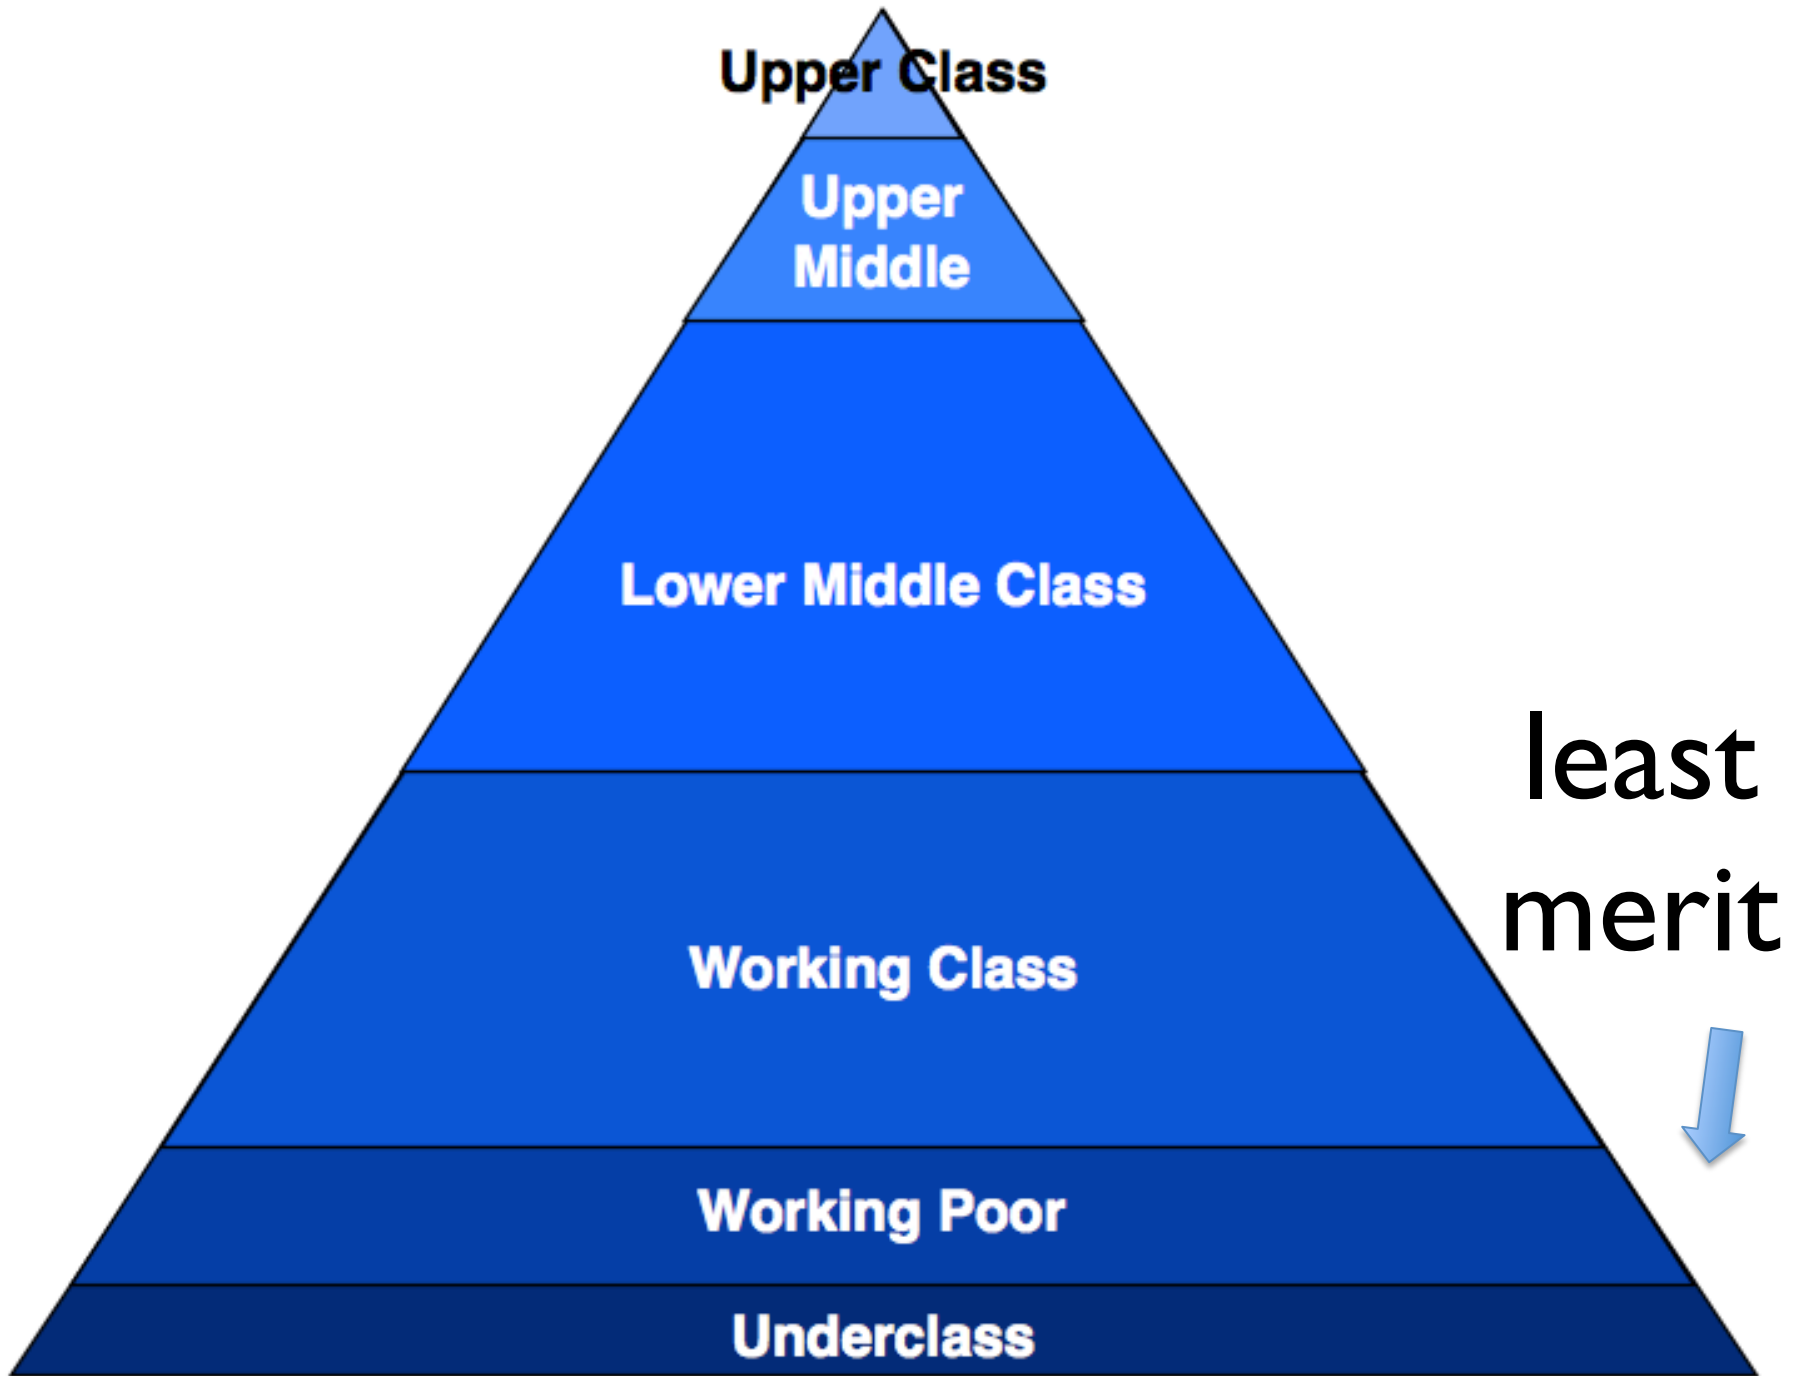 Upper Class
Upper
Middle
Lower Middle Class
least
merit
Working Class
Working Poor
Underclass